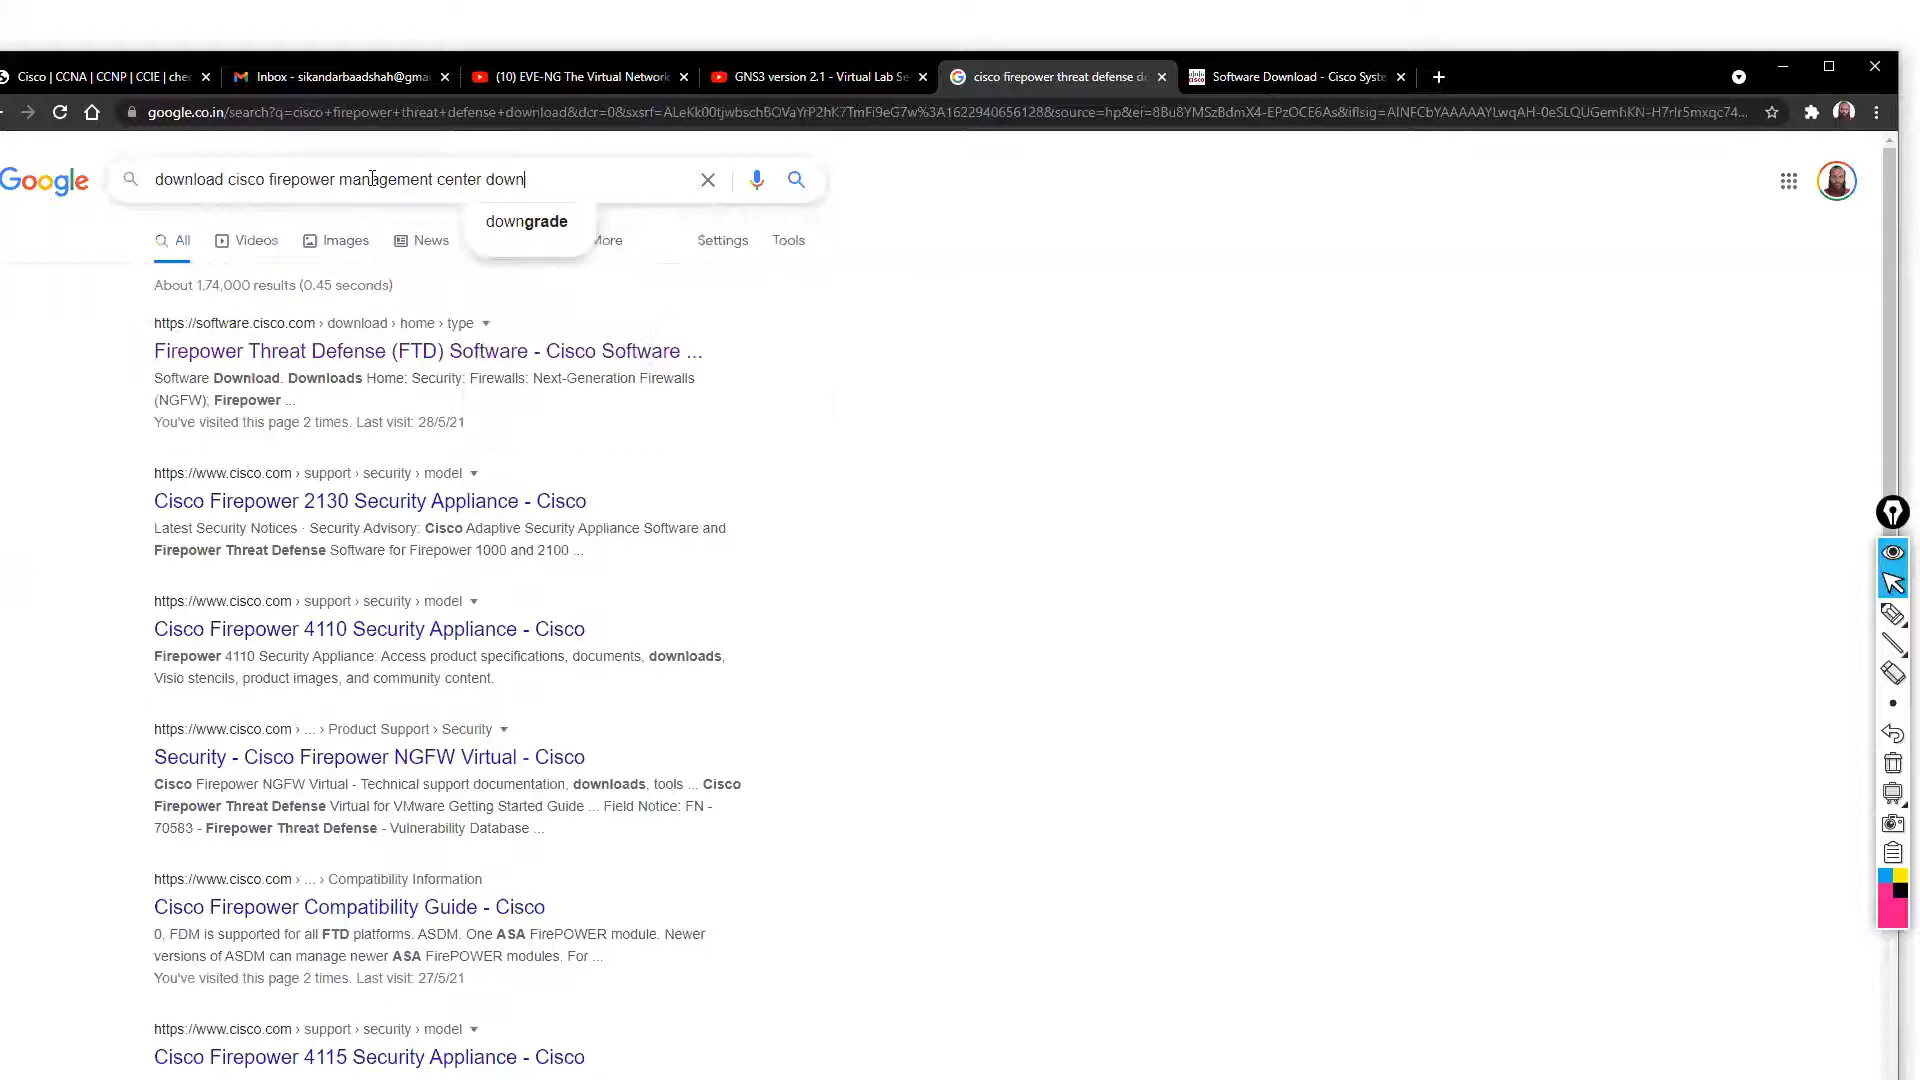 Cisco | CCNA | CCNP | CCIE | chec
Inbox - sikandarbaadshah@gmai
(10) EVE-NG The Virtual Network
GNS3 version 2.1 - Virtual Lab Se
cisco firepower threat defense do
Software Download - Cisco Syste
google.co.in/search?q=cisco+firepower+threat+defense+download&dcr=0&sxsrf=ALeKk00tjwbschBOVaYrP2hK7TmFi9eG7w%3A1622940656128&source=hp&ei=8Bu8YMSzBdmX4-EPzOCE6As&iflsig=AINFCbYAAAAAYLwqAH-0eSLQUGemhKN-H7rIr5mxqc74...
Google
download cisco firepower management center down
downgrade
All
Videos
Images
News
More
Settings
Tools
About 1,74,000 results (0.45 seconds)
https://software.cisco.com › download › home › type
Firepower Threat Defense (FTD) Software - Cisco Software ...
Software Download. Downloads Home; Security; Firewalls; Next-Generation Firewalls
(NGFW); Firepower ...
You've visited this page 2 times. Last visit: 28/5/21
https://www.cisco.com › support › security › model
Cisco Firepower 2130 Security Appliance - Cisco
Latest Security Notices · Security Advisory: Cisco Adaptive Security Appliance Software and
Firepower Threat Defense Software for Firepower 1000 and 2100 ...
https://www.cisco.com › support › security › model
Cisco Firepower 4110 Security Appliance - Cisco
Firepower 4110 Security Appliance: Access product specifications, documents, downloads,
Visio stencils, product images, and community content.
https://www.cisco.com › ... › Product Support › Security
Security - Cisco Firepower NGFW Virtual - Cisco
Cisco Firepower NGFW Virtual - Technical support documentation, downloads, tools ... Cisco
Firepower Threat Defense Virtual for VMware Getting Started Guide ... Field Notice: FN -
70583 - Firepower Threat Defense - Vulnerability Database ...
https://www.cisco.com › ... › Compatibility Information
Cisco Firepower Compatibility Guide - Cisco
0, FDM is supported for all FTD platforms. ASDM. One ASA FirePOWER module. Newer
versions of ASDM can manage newer ASA FirePOWER modules. For ...
You've visited this page 2 times. Last visit: 27/5/21
https://www.cisco.com › support › security › model
Cisco Firepower 4115 Security Appliance - Cisco